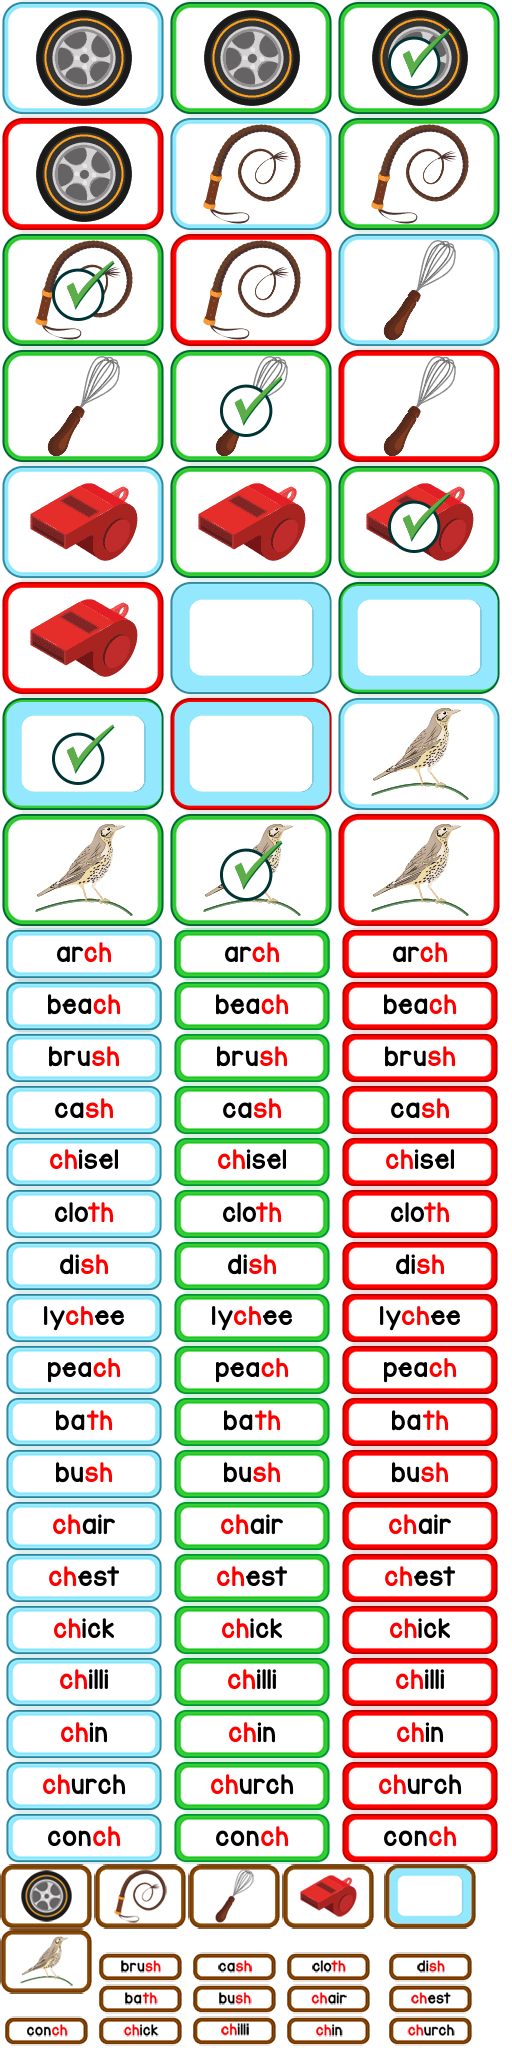 arch arch arch
beach beach beach
brush brush brush
cash cash cash
chisel chisel chisel
cloth cloth cloth
dish dish dish
lychee lychee lychee
peach peach peach
bath bath bath
bush bush bush
chair chair chair
chest chest chest
chick chick chick
chilli chilli chilli
chin chin chin
church church church
conch conch conch
brush cash cloth dish
bath bush chair chest
conch chick chilli chin church